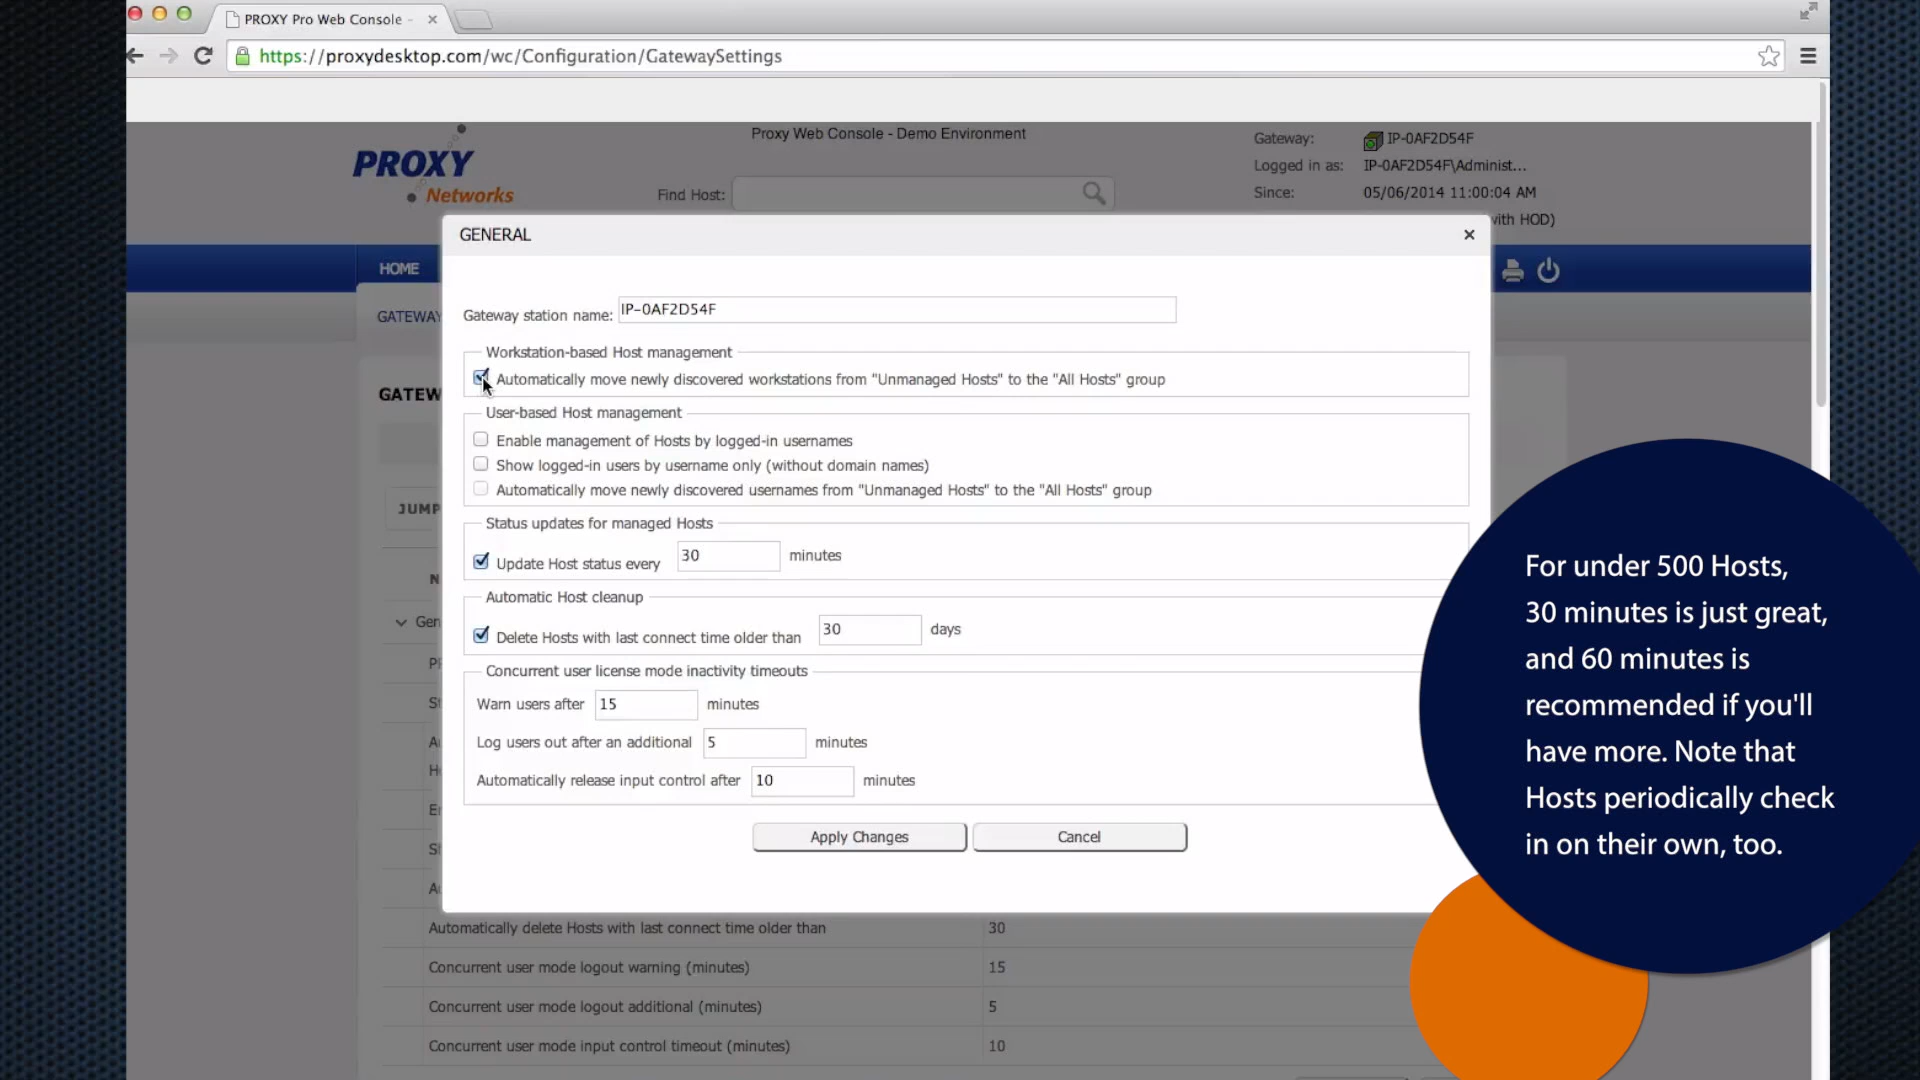 PROXY Pro Web Console -
https://proxydesktop.com/wc/Configuration/GatewaySettings
PROXY
Networks
Proxy Web Console - Demo Environment
Find Host:
Gateway: IP-0AF2D54F
Logged in as: IP-0AF2D54F\Administ...
Since: 05/06/2014 11:00:04 AM
with HOD)
HOME
GATEWAY
GATEW
JUMP
GENERAL
Gateway station name: IP-0AF2D54F
Workstation-based Host management
Automatically move newly discovered workstations from "Unmanaged Hosts" to the "All Hosts" group
User-based Host management
Enable management of Hosts by logged-in usernames
Show logged-in users by username only (without domain names)
Automatically move newly discovered usernames from "Unmanaged Hosts" to the "All Hosts" group
Status updates for managed Hosts
Update Host status every 30 minutes
Automatic Host cleanup
Delete Hosts with last connect time older than 30 days
Concurrent user license mode inactivity timeouts
Warn users after 15 minutes
Log users out after an additional 5 minutes
Automatically release input control after 10 minutes
Apply Changes Cancel
N
Gen
Automatically delete Hosts with last connect time older than 30
Concurrent user mode logout warning (minutes) 15
Concurrent user mode logout additional (minutes) 5
Concurrent user mode input control timeout (minutes) 10
For under 500 Hosts,
30 minutes is just great,
and 60 minutes is
recommended if you'll
have more. Note that
Hosts periodically check
in on their own, too.